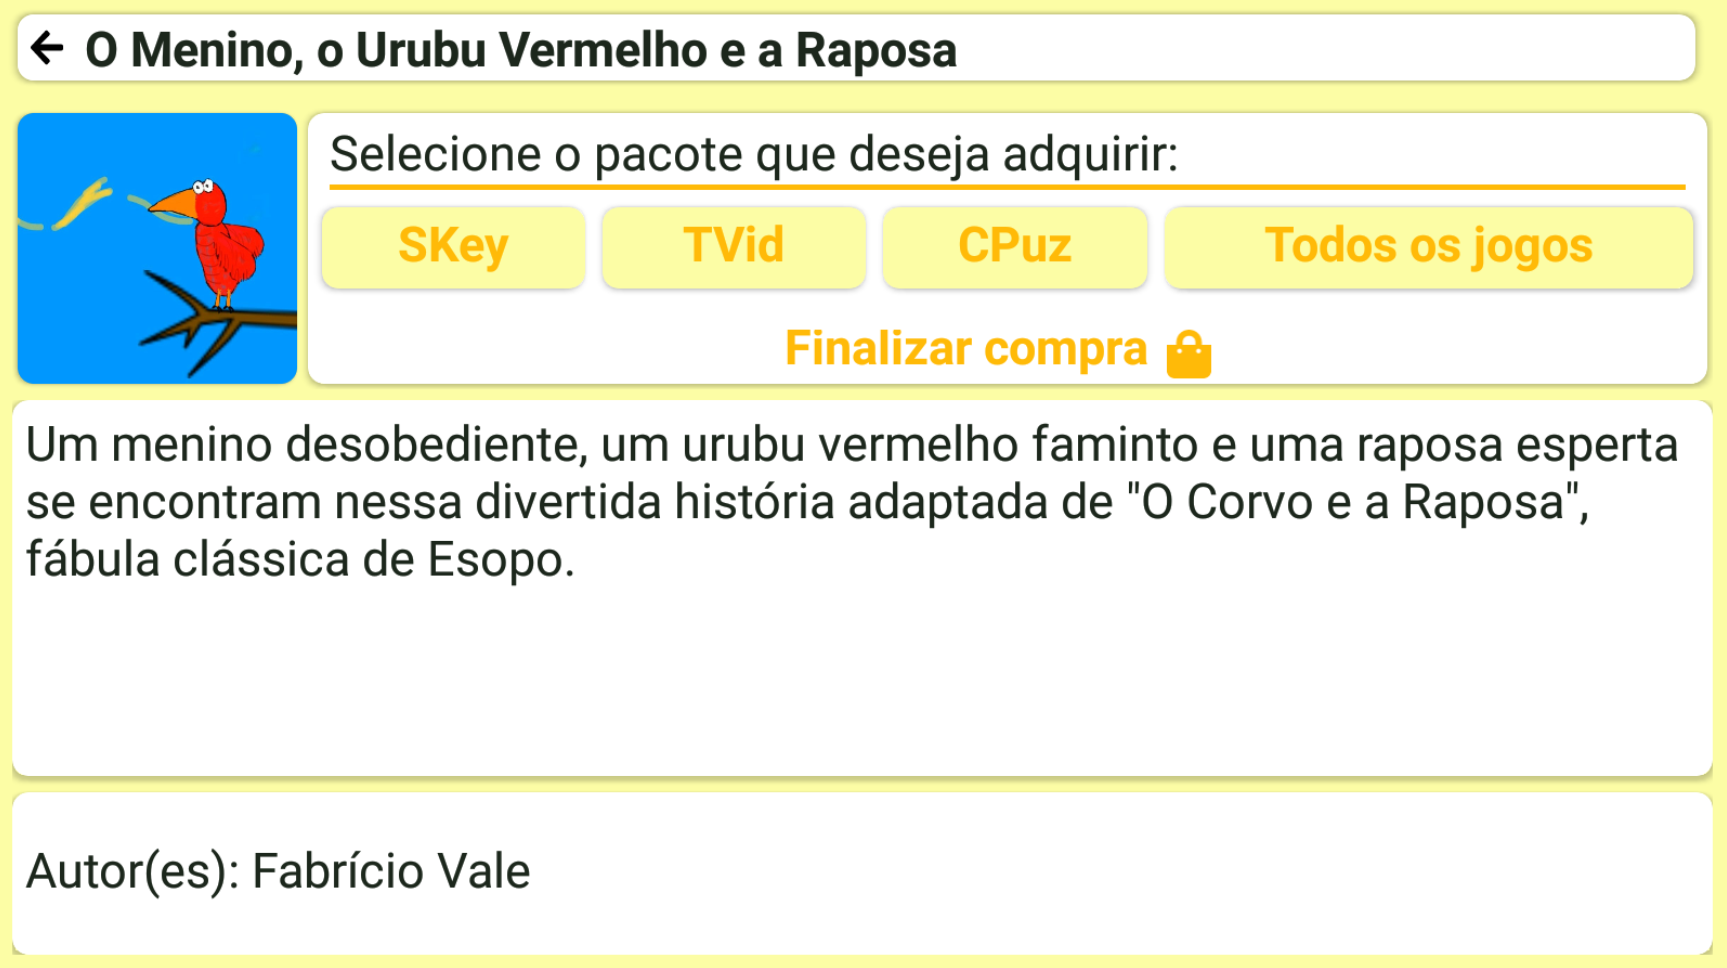 O Menino, o Urubu Vermelho e a Raposa
Selecione o pacote que deseja adquirir:
SKey
TVid
CPuz
Todos os jogos
Finalizar compra
Um menino desobediente, um urubu vermelho faminto e uma raposa esperta
se encontram nessa divertida história adaptada de "O Corvo e a Raposa",
fábula clássica de Esopo.
Autor(es): Fabrício Vale